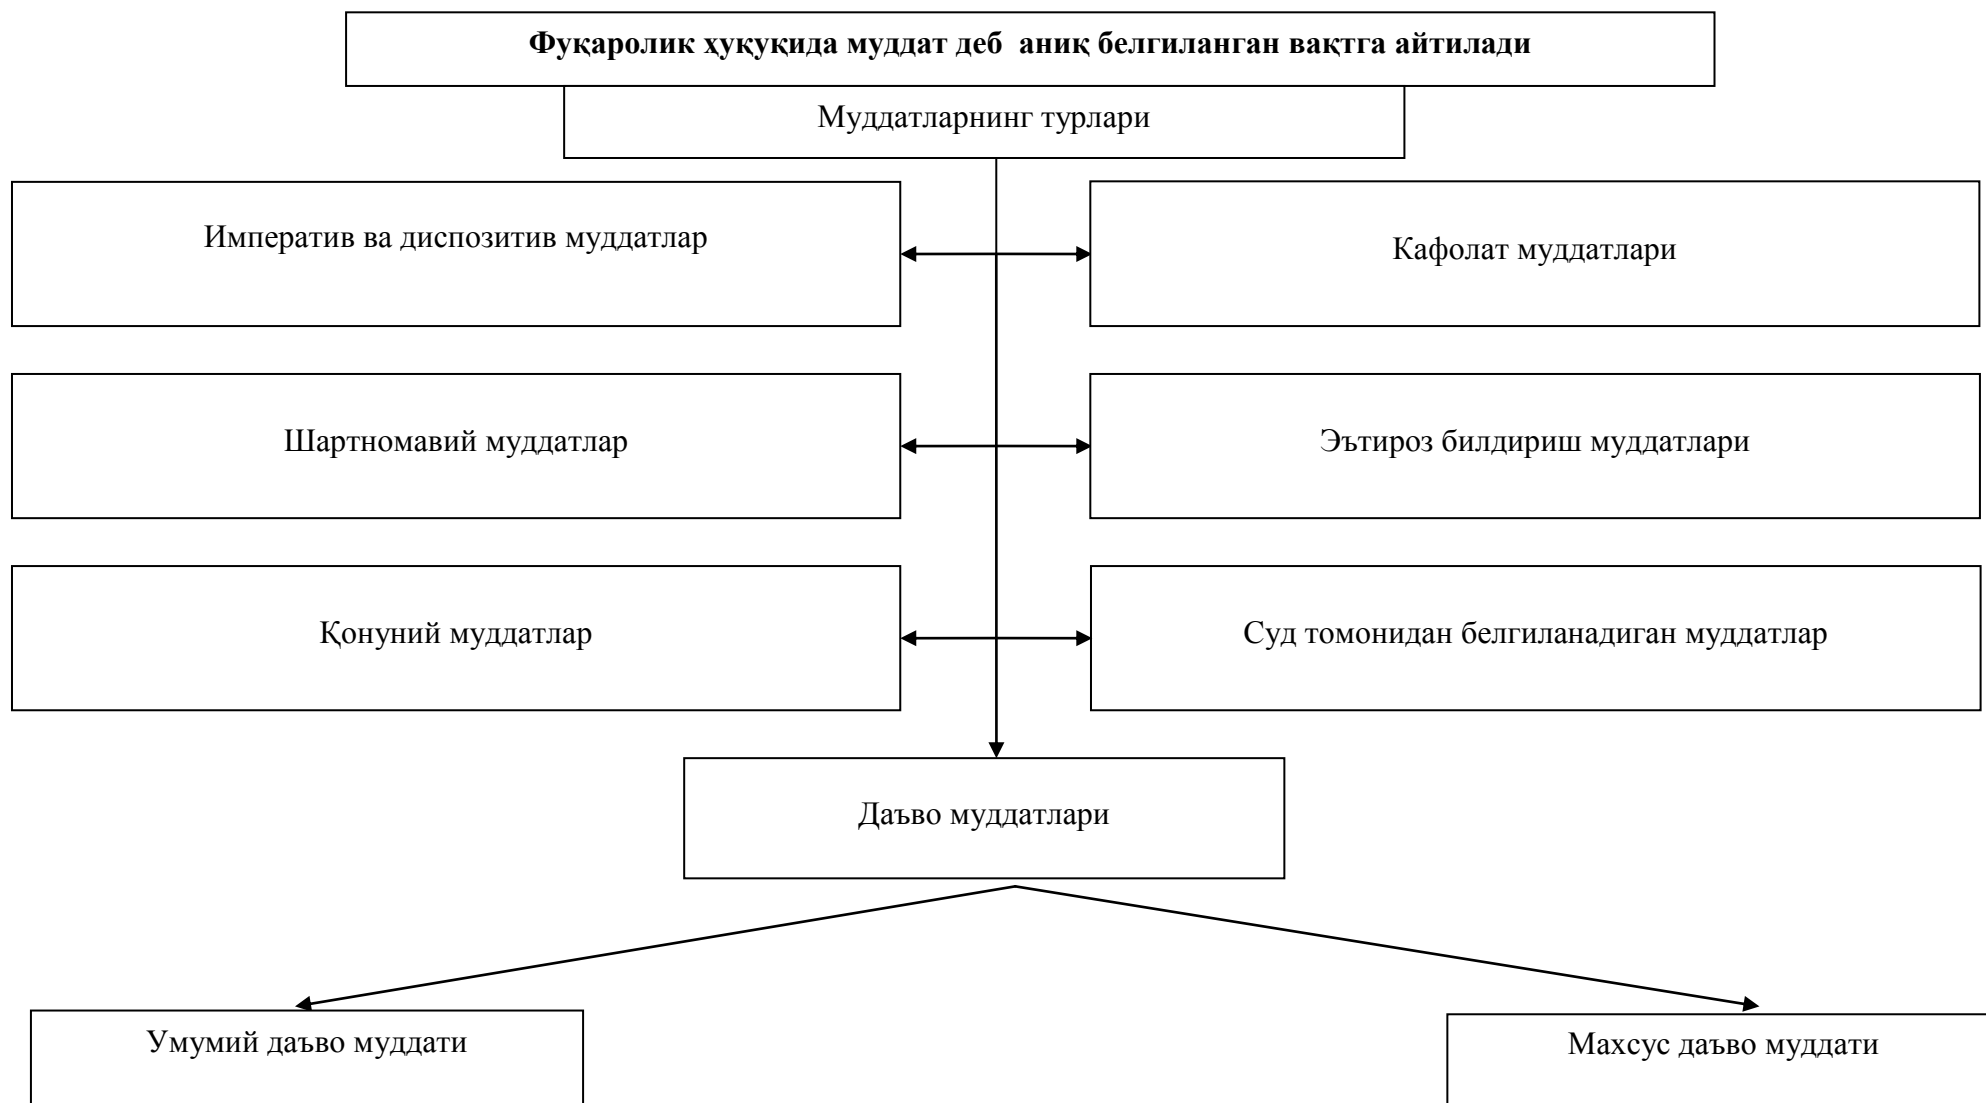 Фуқаролик ҳуқуқида муддат деб аниқ белгиланган вақтга айтилади
Муддатларнинг турлари
Императив ва диспозитив муддатлар
Кафолат муддатлари
Шартномавий муддатлар
Эътироз билдириш муддатлари
Қонуний муддатлар
Суд томонидан белгиланадиган муддатлар
Даъво муддатлари
Умумий даъво муддати
Махсус даъво муддати